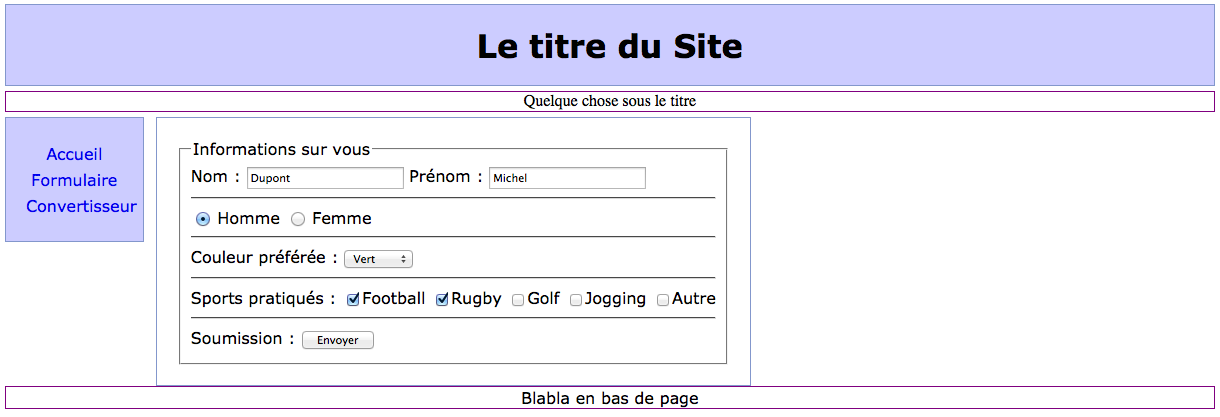 Le titre du Site
Quelque chose sous le titre
Accueil
Formulaire
Convertisseur
Informations sur vous
Nom : Dupont Prénom : Michel
Homme Femme
Couleur préférée : Vert
Sports pratiqués : Football Rugby Golf Jogging Autre
Soumission : Envoyer
Blabla en bas de page